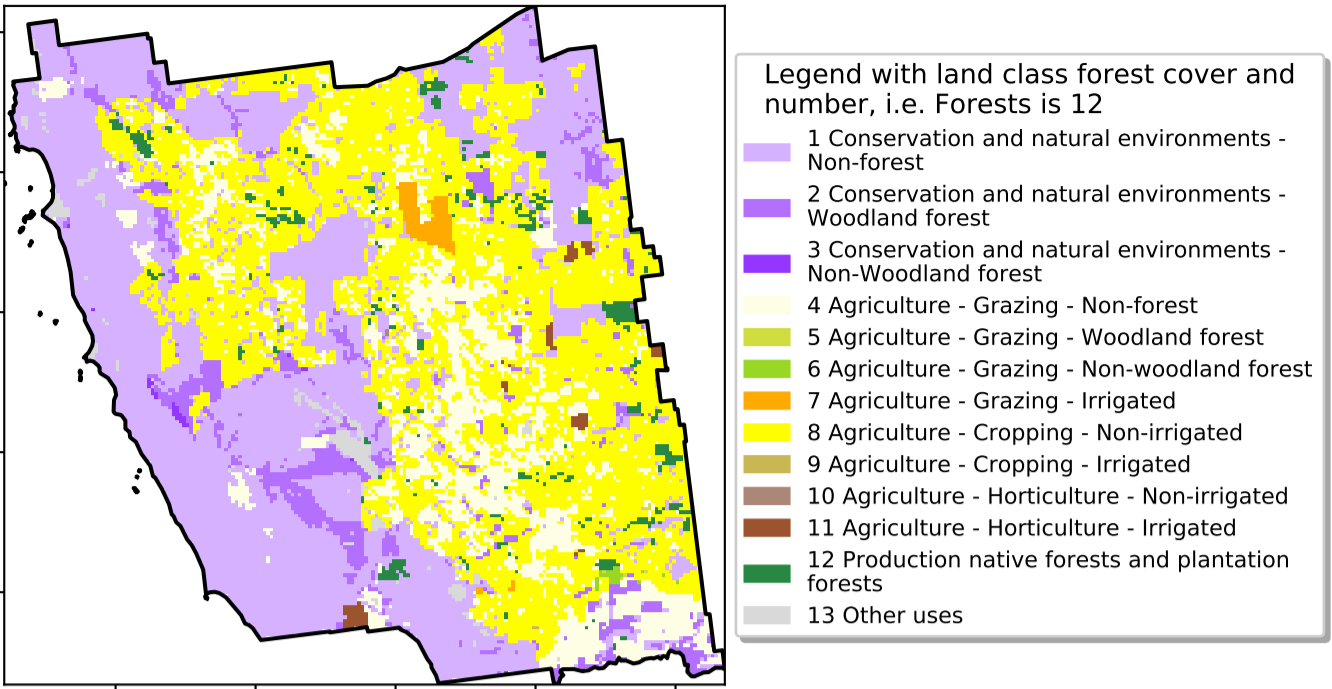 Legend with land class forest cover and
number, i.e. Forests is 12
1 Conservation and natural environments -
Non-forest
2 Conservation and natural environments -
Woodland forest
3 Conservation and natural environments -
Non-Woodland forest
4 Agriculture - Grazing - Non-forest
5 Agriculture - Grazing - Woodland forest
6 Agriculture - Grazing - Non-woodland forest
7 Agriculture - Grazing - Irrigated
8 Agriculture - Cropping - Non-irrigated
9 Agriculture - Cropping - Irrigated
10 Agriculture - Horticulture - Non-irrigated
11 Agriculture - Horticulture - Irrigated
12 Production native forests and plantation
forests
13 Other uses